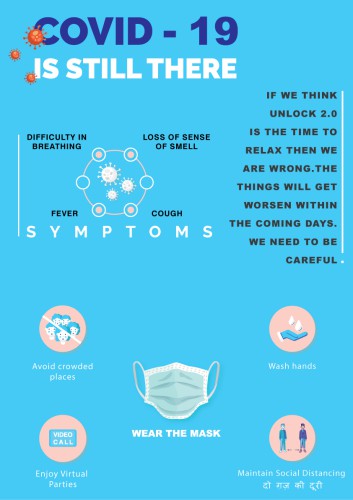 COVID - 19
IS STILL THERE
IF WE THINK
UNLOCK 2.0
IS THE TIME TO
RELAX THEN WE
ARE WRONG.THE
THINGS WILL GET
WORSEN WITHIN
THE COMING DAYS.
WE NEED TO BE
CAREFUL .
DIFFICULTY IN
BREATHING
LOSS OF SENSE
OF SMELL
FEVER
COUGH
SYMPTOMS
Avoid crowded
places
Wash hands
VIDEO
CALL
WEAR THE MASK
Enjoy Virtual
Parties
Maintain Social Distancing
दो गज की दूरी